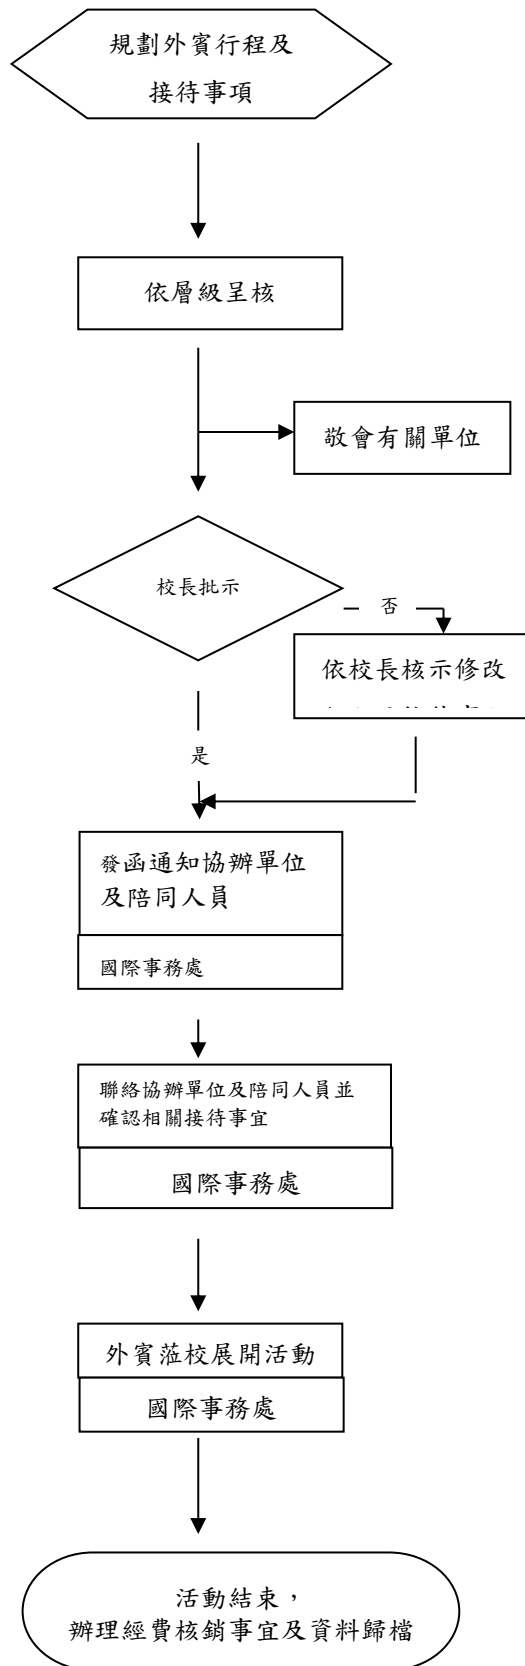 規劃外賓行程及
接待事項
依層級呈核
敬會有關單位
校長批示
否
依校長核示修改
是
發函通知協辦單位
及陪同人員
國際事務處
聯絡協辦單位及陪同人員並
確認相關接待事宜
國際事務處
外賓蒞校展開活動
國際事務處
活動結束，
辦理經費核銷事宜及資料歸檔